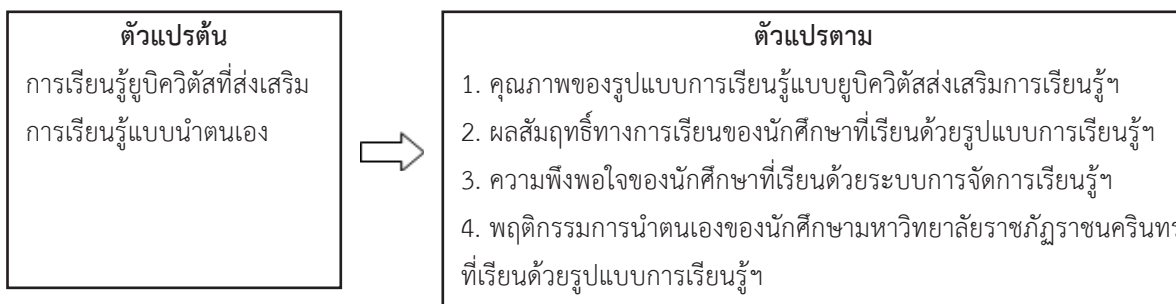 ตัวแปรต้น
การเรียนรู้ยูบิควิตัสที่ส่งเสริม
การเรียนรู้แบบนำตนเอง
ตัวแปรตาม
1. คุณภาพของรูปแบบการเรียนรู้แบบยูบิควิตัสส่งเสริมการเรียนรู้ฯ
2. ผลสัมฤทธิ์ทางการเรียนของนักศึกษาที่เรียนด้วยรูปแบบการเรียนรู้ฯ
3. ความพึงพอใจของนักศึกษาที่เรียนด้วยระบบการจัดการเรียนรู้ฯ
4. พฤติกรรมการนำตนเองของนักศึกษามหาวิทยาลัยราชภัฏราชนครินทร
ที่เรียนด้วยรูปแบบการเรียนรู้ฯ